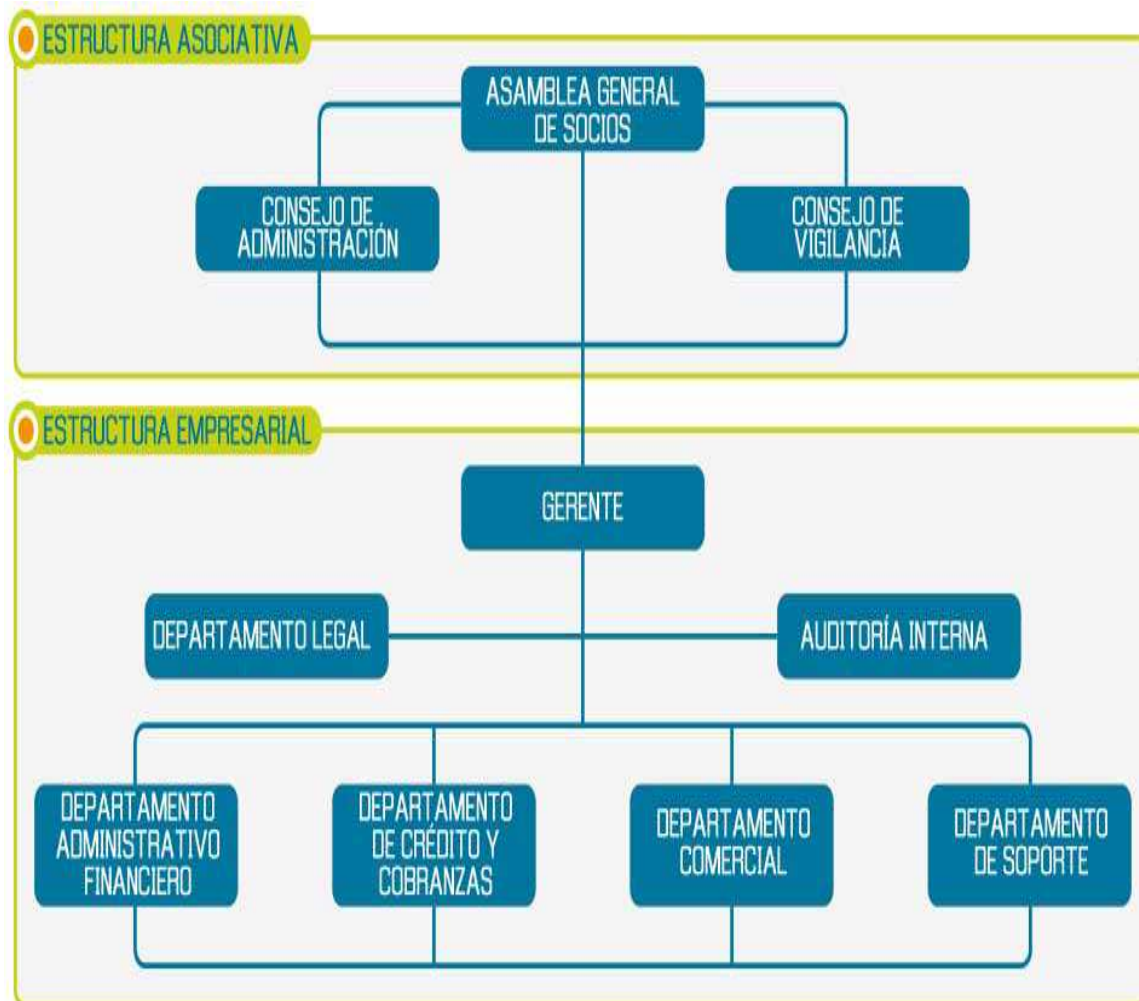 ESTRUCTURA ASOCIATIVA
ASAMBLEA GENERAL
DE SOCIOS
CONSEJO DE
ADMINISTRACIÓN
CONSEJO DE
VIGILANCIA
ESTRUCTURA EMPRESARIAL
GERENTE
DEPARTAMENTO LEGAL
AUDITORÍA INTERNA
DEPARTAMENTO
ADMINISTRATIVO
FINANCIERO
DEPARTAMENTO
DE CRÉDITO Y
COBRANZAS
DEPARTAMENTO
COMERCIAL
DEPARTAMENTO
DE SOPORTE